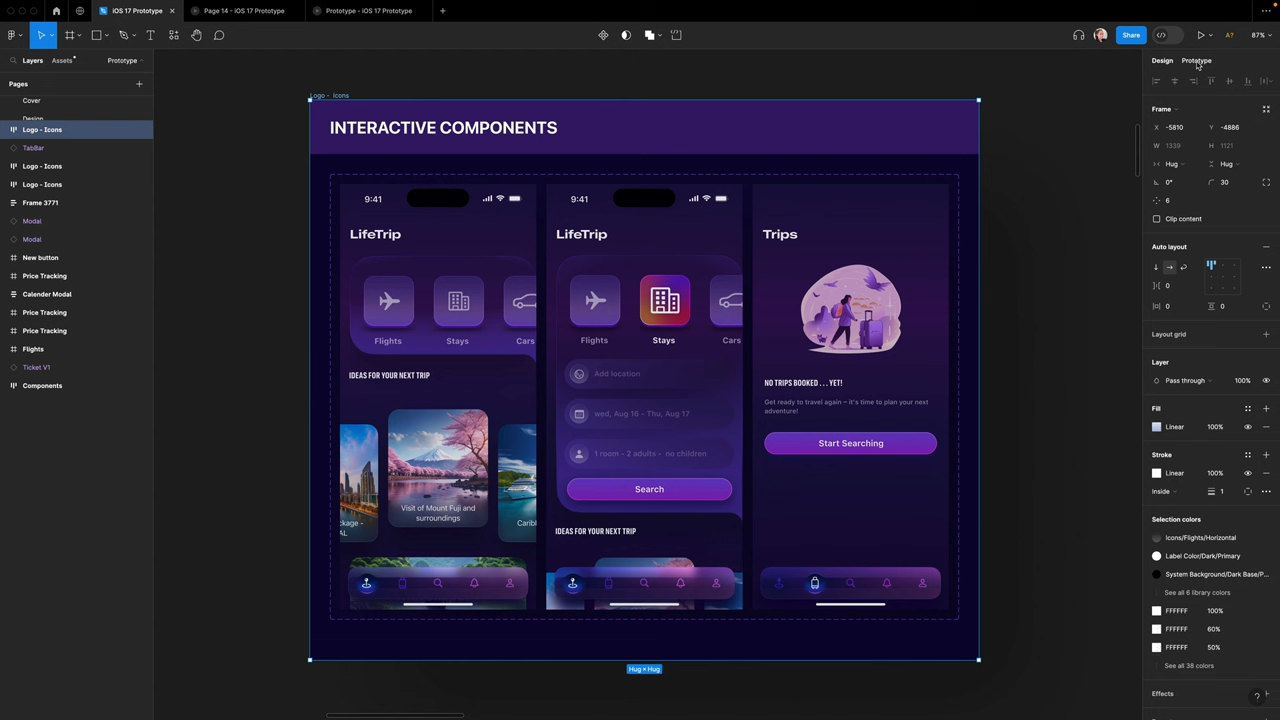 iOS 17 Prototype
Page 14 - iOS 17 Prototype
Prototype - iOS 17 Prototype
Share
A?
87%
Layers
Assets
Prototype
Pages
Cover
Design
Logo - Icons
TabBar
Logo - Icons
Logo - Icons
Frame 3771
Modal
Modal
New button
Price Tracking
Price Tracking
Calender Modal
Price Tracking
Price Tracking
Flights
Ticket V1
Components
Logo - Icons
INTERACTIVE COMPONENTS
9:41
LifeTrip
Flights
Stays
Cars
IDEAS FOR YOUR NEXT TRIP
Visit of Mount Fuji and
surroundings
ckage -
AL
Caribl
9:41
LifeTrip
Flights
Stays
Cars
Add location
wed, Aug 16 - Thu, Aug 17
1 room - 2 adults - no children
Search
IDEAS FOR YOUR NEXT TRIP
Trips
NO TRIPS BOOKED . . . YET!
Get ready to travel again – it's time to plan your next
adventure!
Start Searching
Hug × Hug
Design
Prototype
Frame
X -5810 Y -4886
W 1339 H 1121
Hug Hug
0° 30
6
Clip content
Auto layout
0
0 0
Layout grid
Layer
Pass through 100%
Fill
Linear 100%
Stroke
Linear 100%
Inside 1
Selection colors
Icons/Flights/Horizontal
Label Color/Dark/Primary
System Background/Dark Base/P...
See all 6 library colors
FFFFFF 100%
FFFFFF 60%
FFFFFF 50%
See all 38 colors
Effects
?